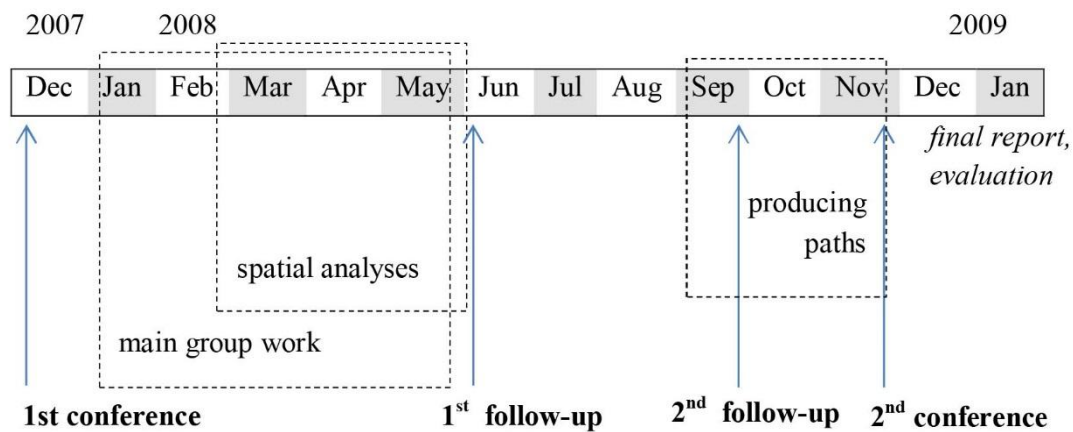 2007 2008 2009
Dec Jan Feb Mar Apr May Jun Jul Aug Sep Oct Nov Dec Jan
final report,
evaluation
producing
paths
spatial analyses
main group work
1st conference 1st follow-up 2nd follow-up 2nd conference